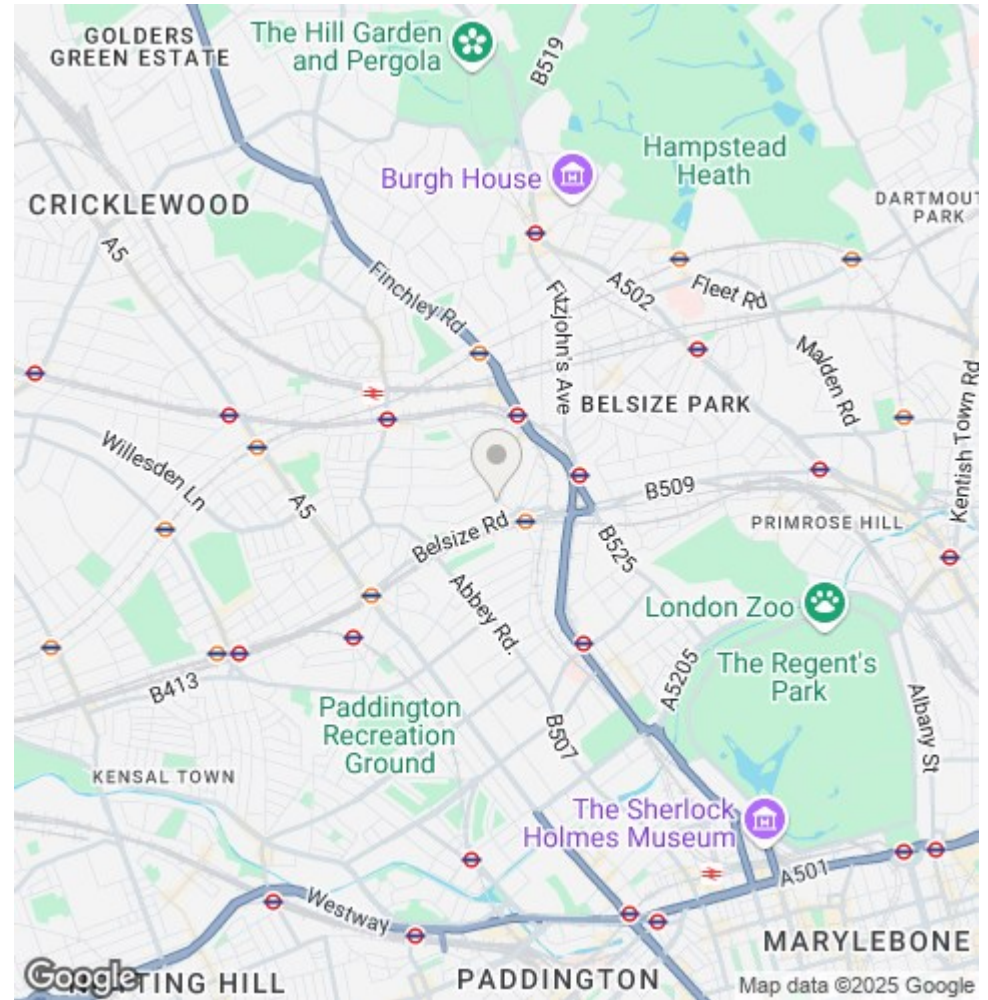 GOLDERS
GREEN ESTATE
The Hill Garden
and Pergola
B519
Hampstead
Heath
Burgh House
DARTMOUT
PARK
CRICKLEWOOD
A5
Finchley Rd
Fitzjohn's Ave
A502
Fleet Rd
Malden Rd
Kentish Town Rd
BELSIZE PARK
Willesden Ln
A5
B509
Belsize Rd
PRIMROSE HILL
B525
Abbey Rd.
London Zoo
The Regent's
Park
A5205
Albany St
B413
Paddington
Recreation
Ground
B507
KENSAL TOWN
The Sherlock
Holmes Museum
A501
Westway
MARYLEBONE
Google
TING HILL
PADDINGTON
Map data ©2025 Google